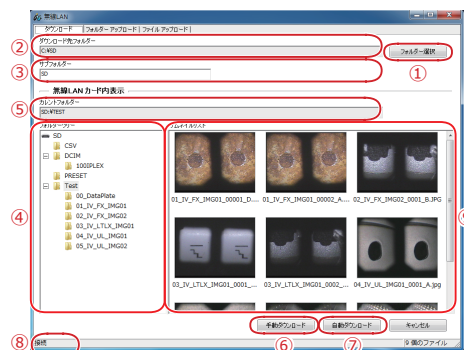 無線LAN
ダウンロード フォルダー アップロード ファイル アップロード
② ダウンロード先フォルダー
C:¥SD
フォルダー選択
①
③ サブフォルダー
SD
無線LAN カード内表示
⑤ カレントフォルダー
SD:¥TEST
フォルダーツリー
サムネイルリスト
④
SD
CSV
DCIM
100IPLEX
PRESET
Test
00_DataPlate
01_IV_FX_IMG01
02_IV_FX_IMG02
03_IV_LTLX_IMG01
04_IV_UL_IMG01
05_IV_UL_IMG02
01_IV_FX_IMG01_00001_D.... 01_IV_FX_IMG01_00002_A.... 02_IV_FX_IMG02_0001_B.JPG
03_IV_LTLX_IMG01_0001_... 03_IV_LTLX_IMG01_0002_... 04_IV_UL_IMG01_0001_A.jpg
手動ダウンロード 自動ダウンロード キャンセル
⑥ ⑦
⑧ 接続
9 個のファイル